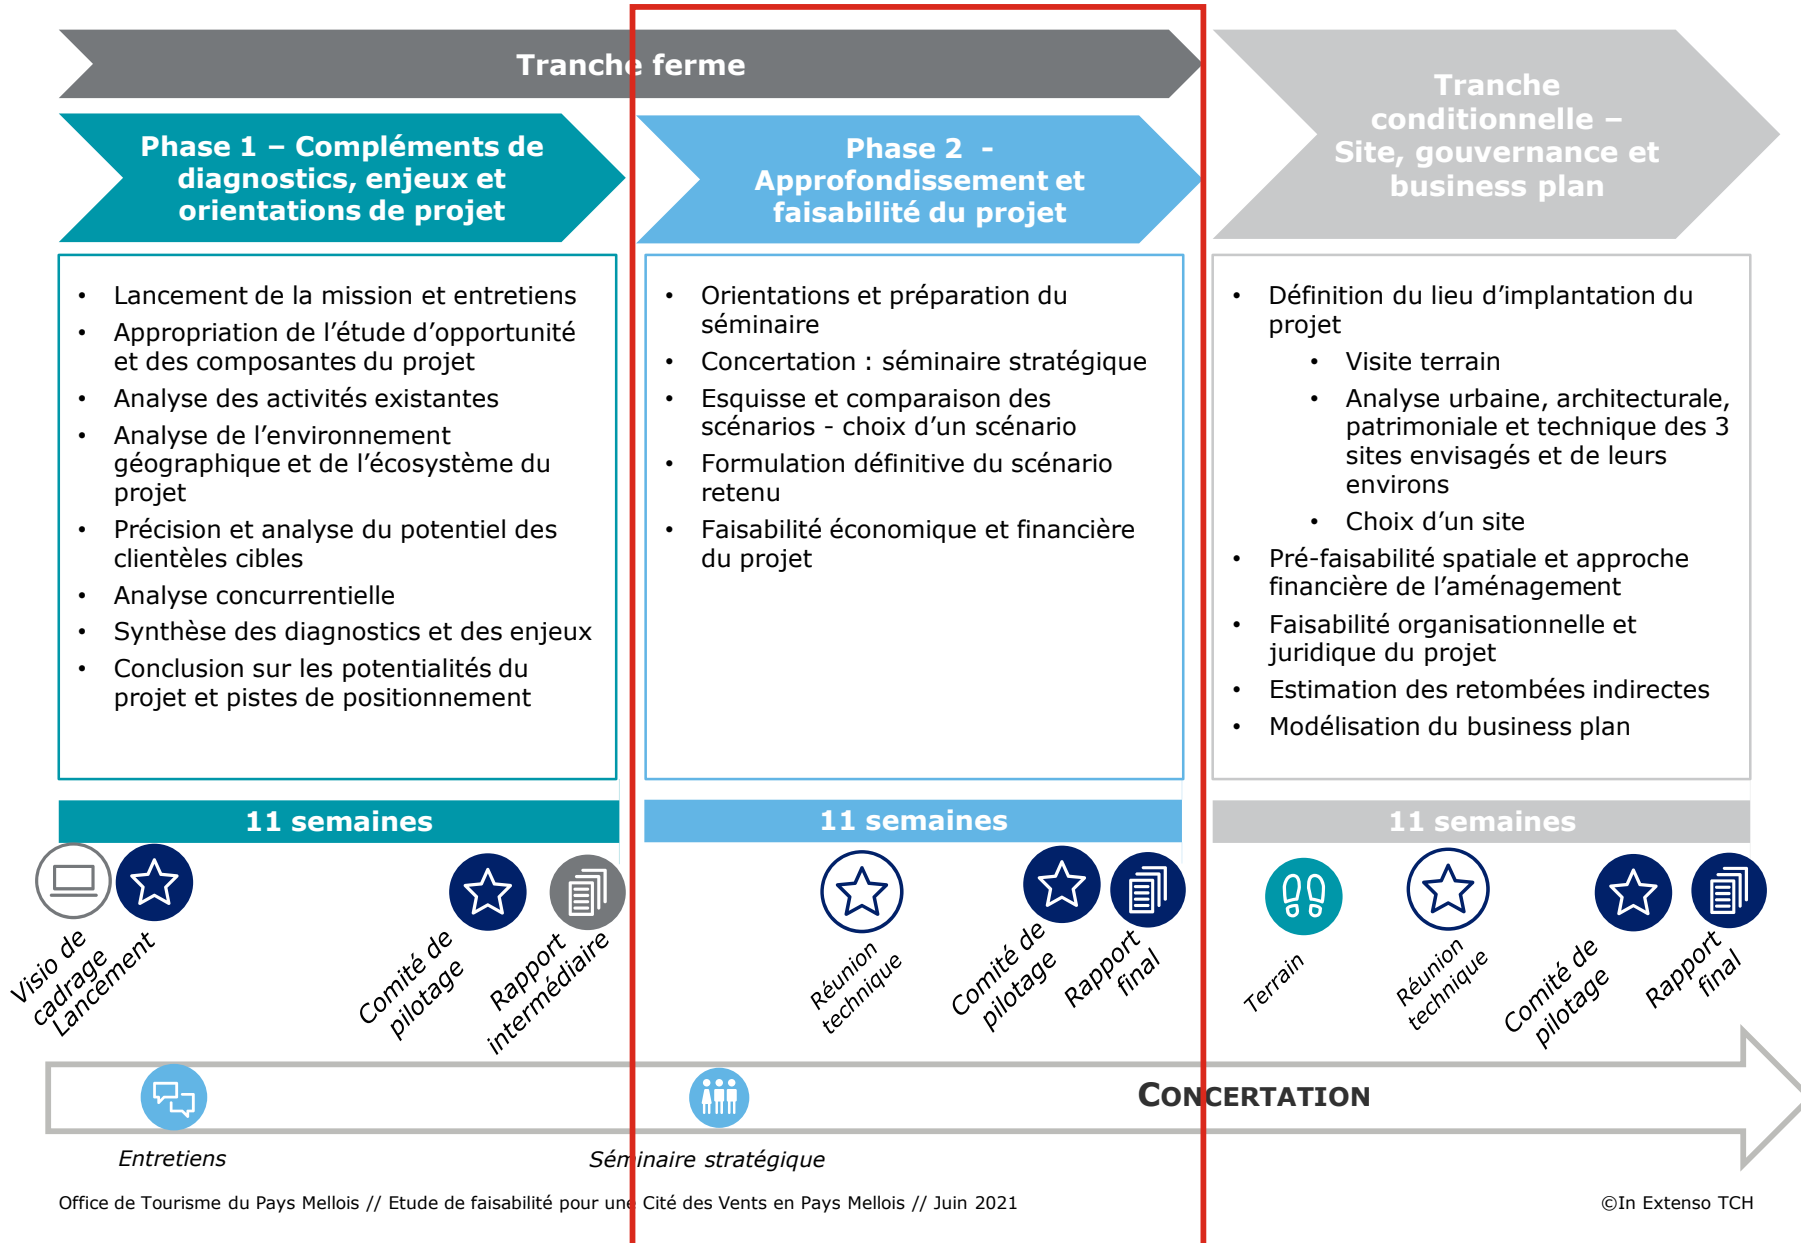 Tranche ferme
Phase 1 – Compléments de
diagnostics, enjeux et
orientations de projet
Phase 2 -
Approfondissement et
faisabilité du projet
Tranche
conditionnelle –
Site, gouvernance et
business plan
• Lancement de la mission et entretiens
• Appropriation de l’étude d’opportunité
et des composantes du projet
• Analyse des activités existantes
• Analyse de l’environnement
géographique et de l’écosystème du
projet
• Précision et analyse du potentiel des
clientèles cibles
• Analyse concurrentielle
• Synthèse des diagnostics et des enjeux
• Conclusion sur les potentialités du
projet et pistes de positionnement
• Orientations et préparation du
séminaire
• Concertation : séminaire stratégique
• Esquisse et comparaison des
scénarios - choix d’un scénario
• Formulation définitive du scénario
retenu
• Faisabilité économique et financière
du projet
• Définition du lieu d’implantation du
projet
• Visite terrain
• Analyse urbaine, architecturale,
patrimoniale et technique des 3
sites envisagés et de leurs
environs
• Choix d’un site
• Pré-faisabilité spatiale et approche
financière de l’aménagement
• Faisabilité organisationnelle et
juridique du projet
• Estimation des retombées indirectes
• Modélisation du business plan
11 semaines
11 semaines
11 semaines
Visio de
cadrage
Lancement
Comité de
pilotage
Rapport
intermédiaire
Réunion
technique
Comité de
pilotage
Rapport
final
Terrain
Réunion
technique
Comité de
pilotage
Rapport
final
CONCERTATION
Entretiens
Séminaire stratégique
Office de Tourisme du Pays Mellois // Etude de faisabilité pour une Cité des Vents en Pays Mellois // Juin 2021
©In Extenso TCH